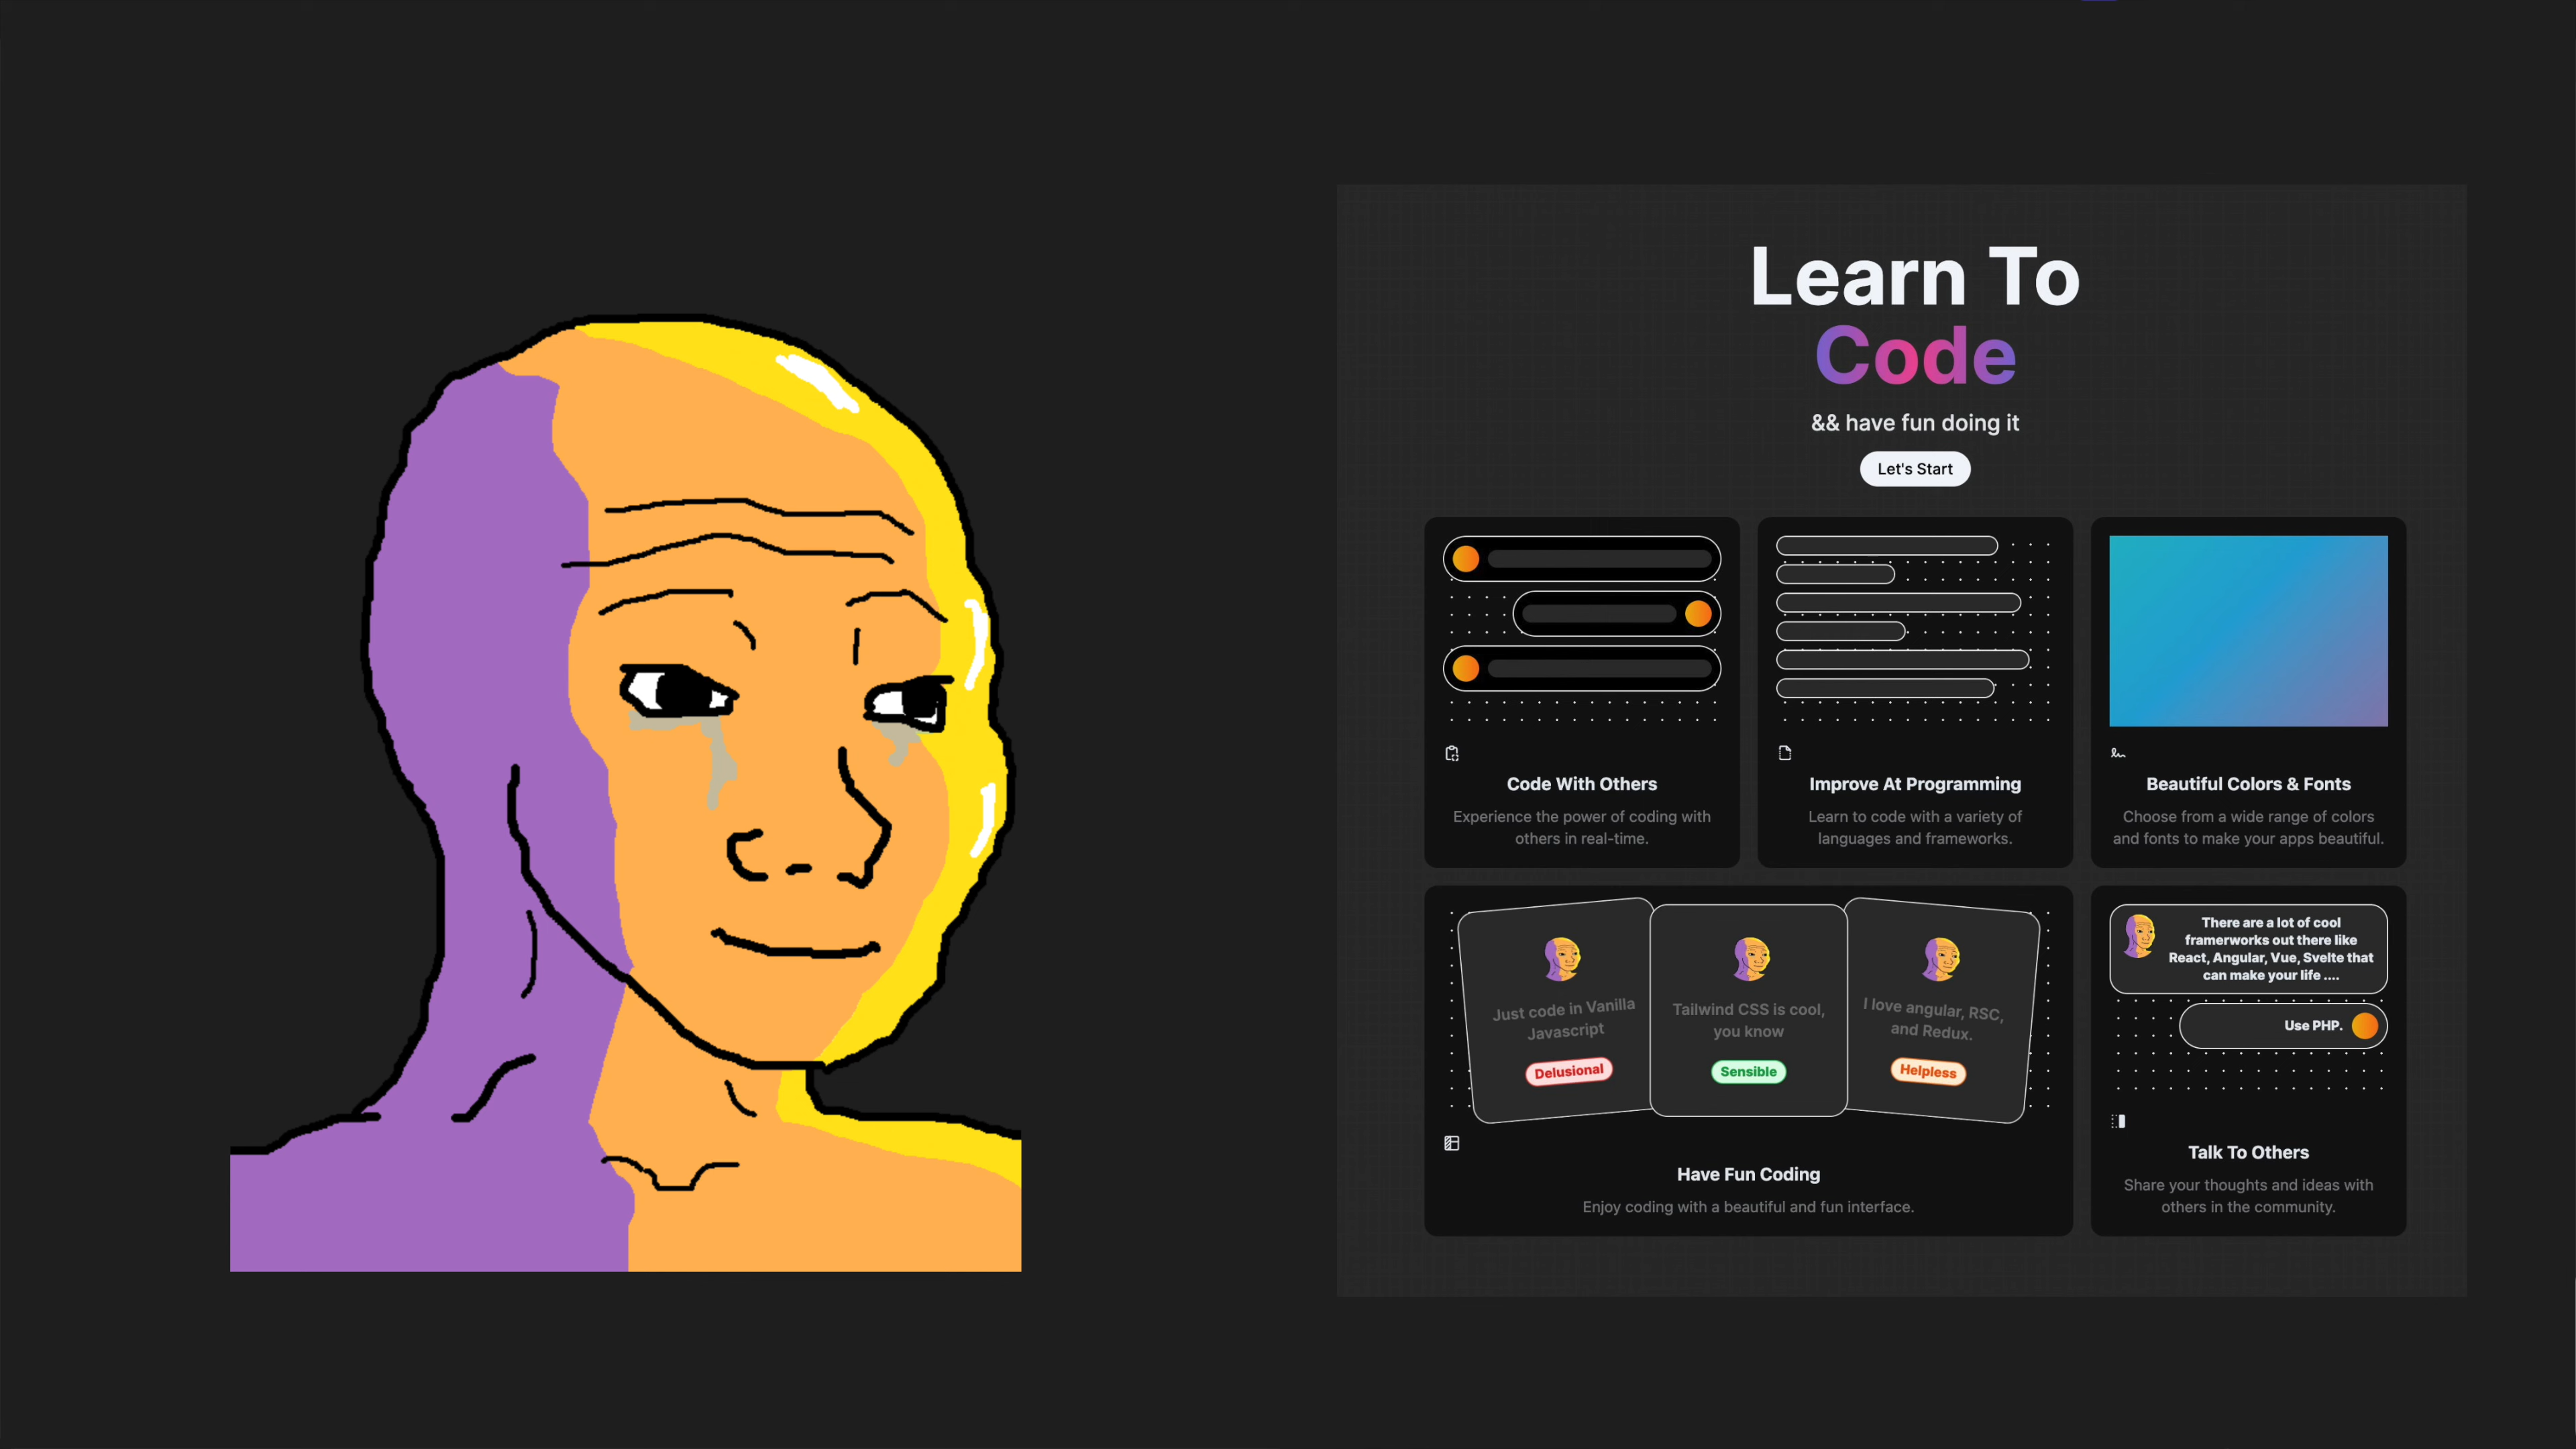 Learn To
Code
&& have fun doing it
Let's Start
Code With Others
Experience the power of coding with
others in real-time.
Improve At Programming
Learn to code with a variety of
languages and frameworks.
Beautiful Colors & Fonts
Choose from a wide range of colors
and fonts to make your apps beautiful.
Just code in Vanilla
Javascript
Delusional
Tailwind CSS is cool,
you know
Sensible
I love angular, RSC,
and Redux.
Helpless
Have Fun Coding
Enjoy coding with a beautiful and fun interface.
There are a lot of cool
framerworks out there like
React, Angular, Vue, Svelte that
can make your life ....
Use PHP.
Talk To Others
Share your thoughts and ideas with
others in the community.